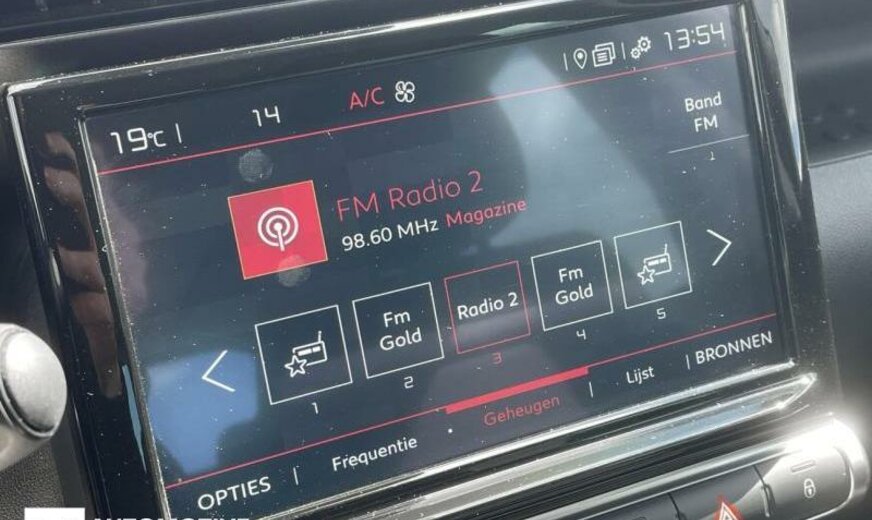 19°C
14
A/C
13:54
Band
FM
FM Radio 2
98.60 MHz Magazine
Fm
Gold
Radio 2
Fm
Gold
1
2
3
4
5
OPTIES
Frequentie
Geheugen
Lijst
BRONNEN